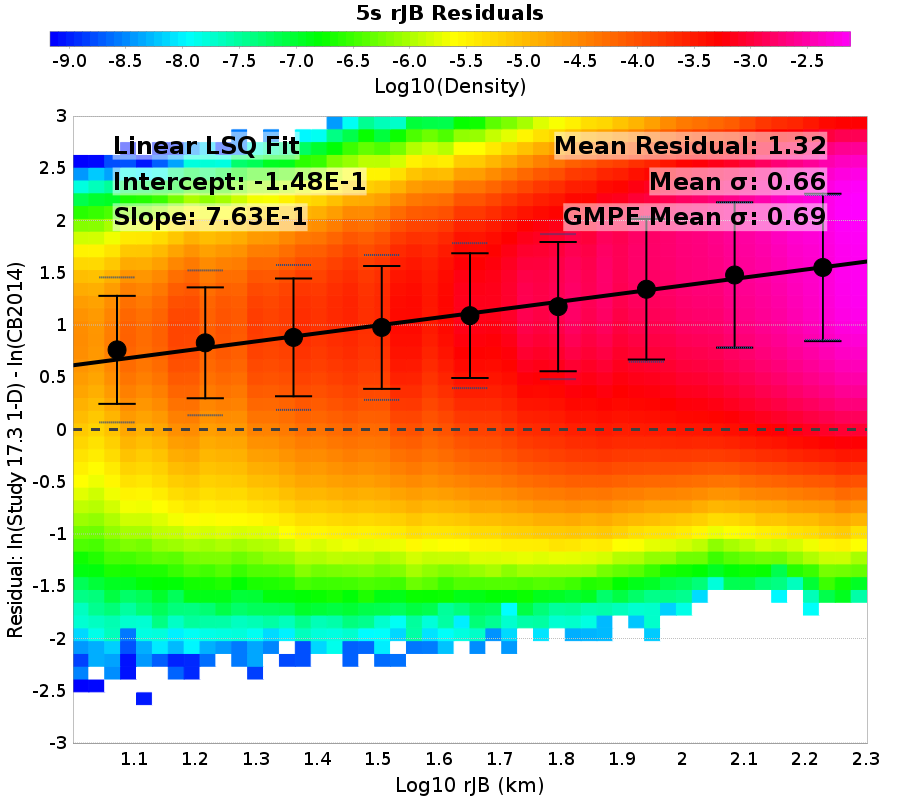 5s rJB Residuals
-9.0 -8.5 -8.0 -7.5 -7.0 -6.5 -6.0 -5.5 -5.0 -4.5 -4.0 -3.5 -3.0 -2.5
Log10(Density)
Linear LSQ Fit
Intercept: -1.48E-1
Slope: 7.63E-1
Mean Residual: 1.32
Mean σ: 0.66
GMPE Mean σ: 0.69
Residual: ln(Study 17.3 1-D) - ln(CB2014)
3
2.5
2
1.5
1
0.5
0
-0.5
-1
-1.5
-2
-2.5
-3
1.1 1.2 1.3 1.4 1.5 1.6 1.7 1.8 1.9 2 2.1 2.2 2.3
Log10 rJB (km)